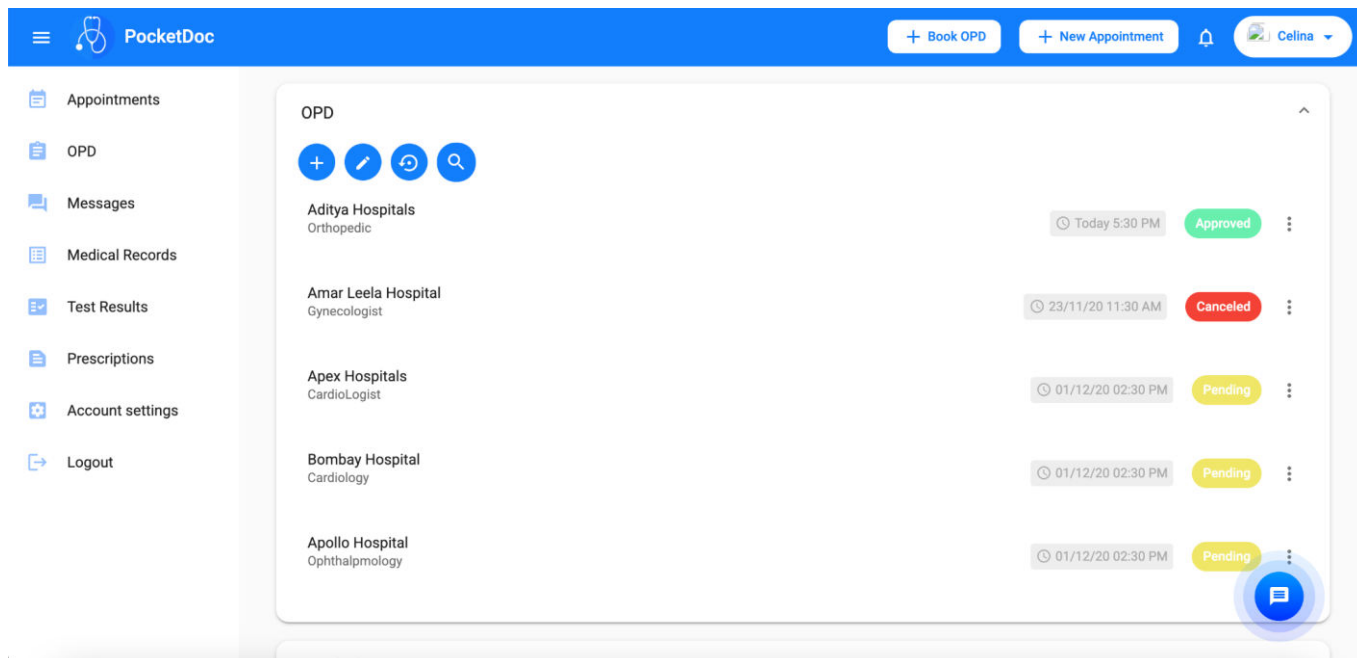 PocketDoc
Book OPD
New Appointment
Celina
Appointments
OPD
Messages
Medical Records
Test Results
Prescriptions
Account settings
Logout
OPD
Aditya Hospitals
Orthopedic
Today 5:30 PM
Approved
Amar Leela Hospital
Gynecologist
23/11/20 11:30 AM
Canceled
Apex Hospitals
CardioLogist
01/12/20 02:30 PM
Pending
Bombay Hospital
Cardiology
01/12/20 02:30 PM
Pending
Apollo Hospital
Ophthalpmology
01/12/20 02:30 PM
Pending